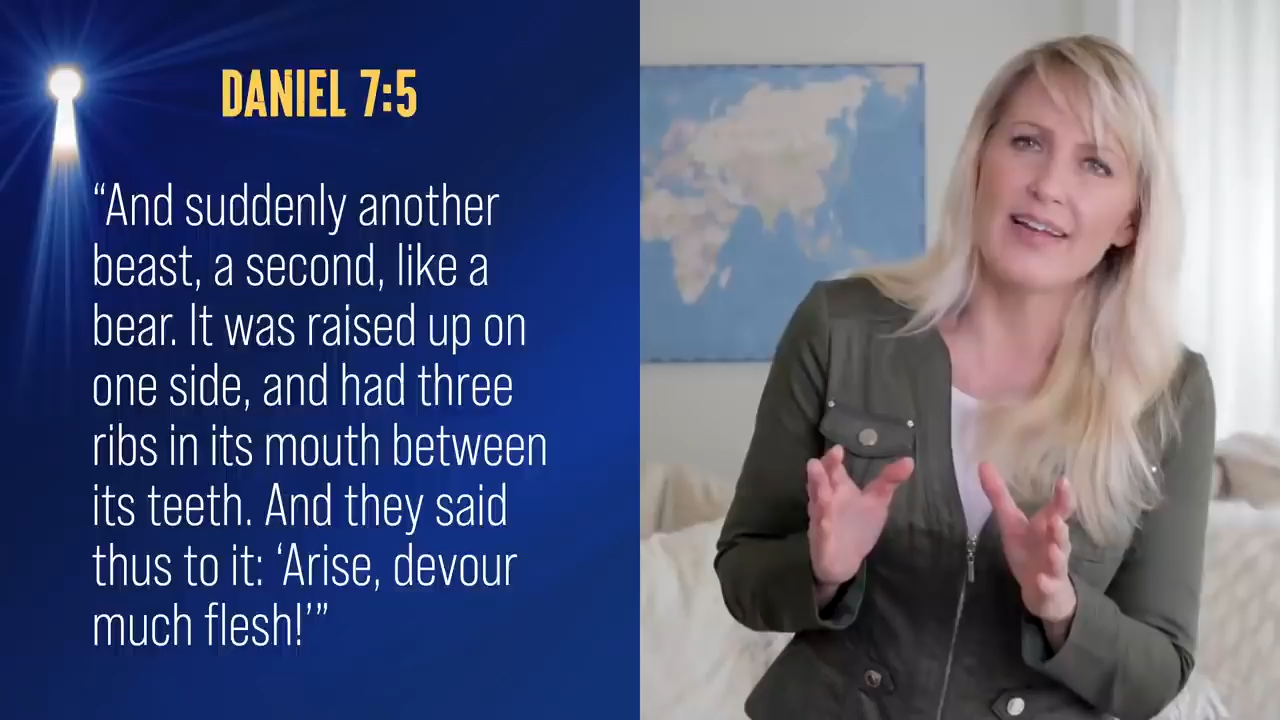 DANIEL 7:5
“And suddenly another
beast, a second, like a
bear. It was raised up on
one side, and had three
ribs in its mouth between
its teeth. And they said
thus to it: ‘Arise, devour
much flesh!’”